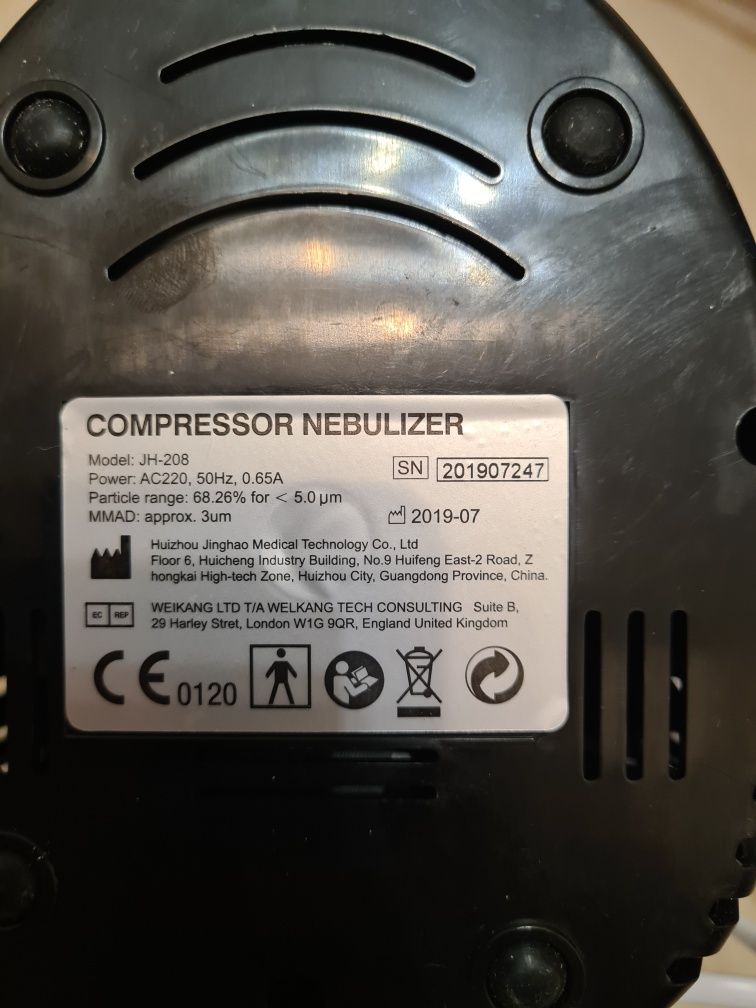 COMPRESSOR NEBULIZER
Model: JH-208
Power: AC220, 50Hz, 0.65A
SN 201907247
Particle range: 68.26% for < 5.0 µm
MMAD: approx. 3um
2019-07
Huizhou Jinghao Medical Technology Co., Ltd
Floor 6, Huicheng Industry Building, No.9 Huifeng East-2 Road, Z
hongkai High-tech Zone, Huizhou City, Guangdong Province, China.
EC REP
WEIKANG LTD T/A WELKANG TECH CONSULTING Suite B,
29 Harley Stret, London W1G 9QR, England United Kingdom
CE 0120